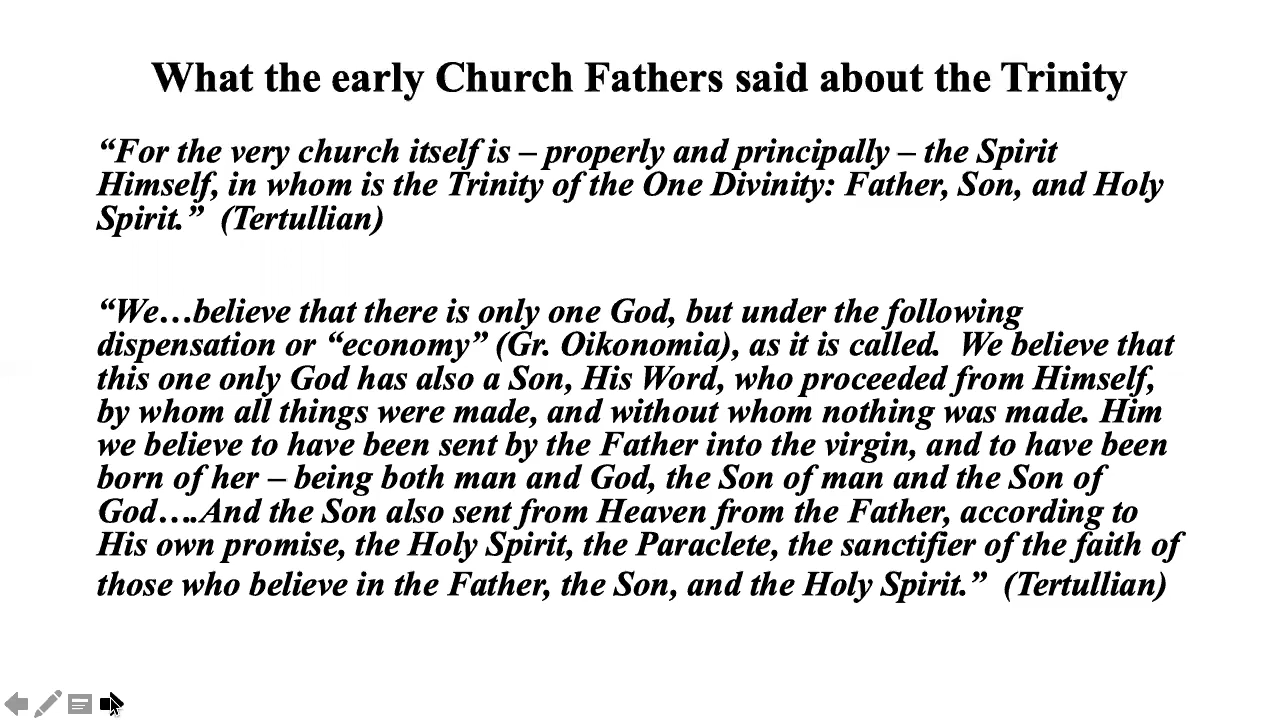 What the early Church Fathers said about the Trinity
“For the very church itself is – properly and principally – the Spirit
Himself, in whom is the Trinity of the One Divinity: Father, Son, and Holy
Spirit.”  (Tertullian)
“We…believe that there is only one God, but under the following
dispensation or “economy” (Gr. Oikonomia), as it is called.  We believe that
this one only God has also a Son, His Word, who proceeded from Himself,
by whom all things were made, and without whom nothing was made. Him
we believe to have been sent by the Father into the virgin, and to have been
born of her – being both man and God, the Son of man and the Son of
God….And the Son also sent from Heaven from the Father, according to
His own promise, the Holy Spirit, the Paraclete, the sanctifier of the faith of
those who believe in the Father, the Son, and the Holy Spirit.”  (Tertullian)